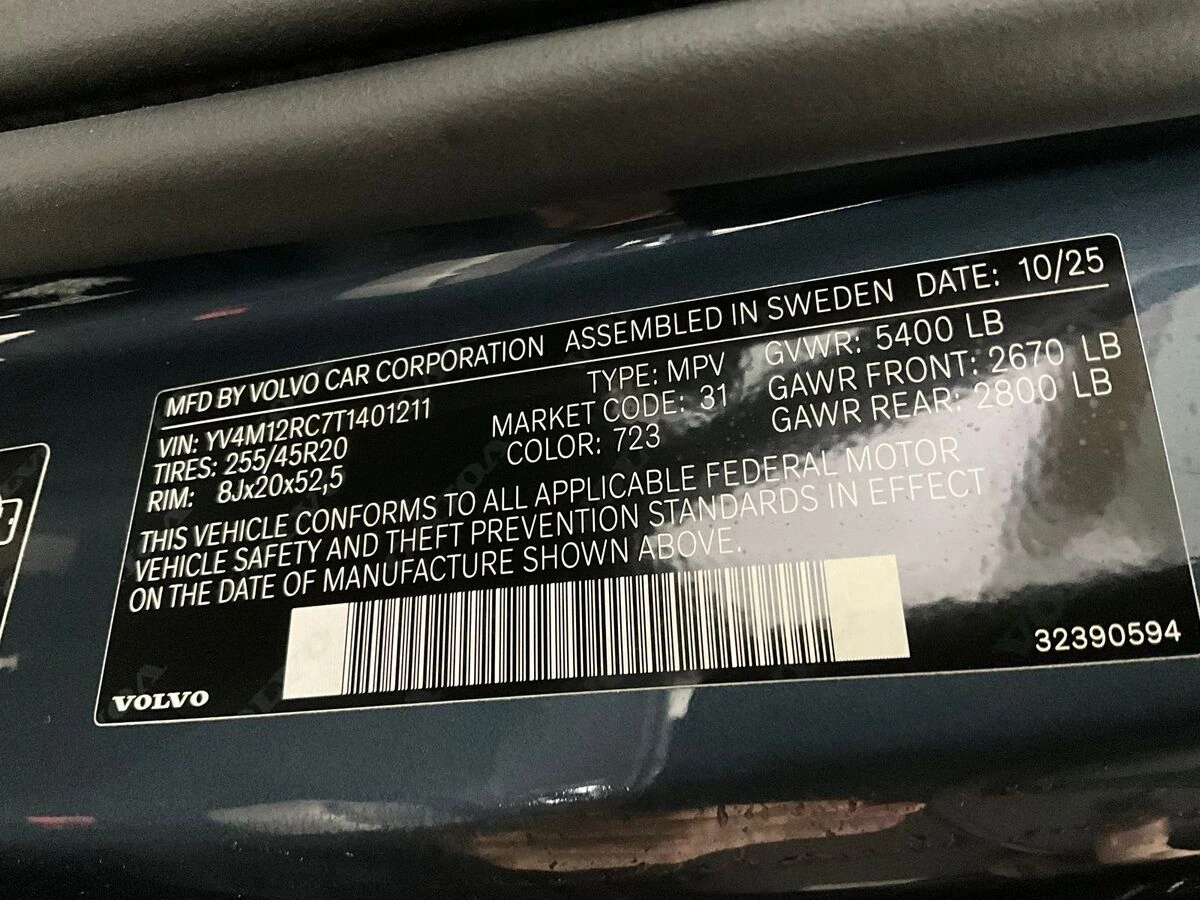 MFD BY VOLVO CAR CORPORATION ASSEMBLED IN SWEDEN DATE: 10/25
VIN: YV4M12RC7T1401211 TYPE: MPV GVWR: 5400 LB
TIRES: 255/45R20 MARKET CODE: 31 GAWR FRONT: 2670 LB
RIM: 8Jx20x52,5 COLOR: 723 GAWR REAR: 2800 LB
THIS VEHICLE CONFORMS TO ALL APPLICABLE FEDERAL MOTOR
VEHICLE SAFETY AND THEFT PREVENTION STANDARDS IN EFFECT
ON THE DATE OF MANUFACTURE SHOWN ABOVE.
VOLVO
32390594